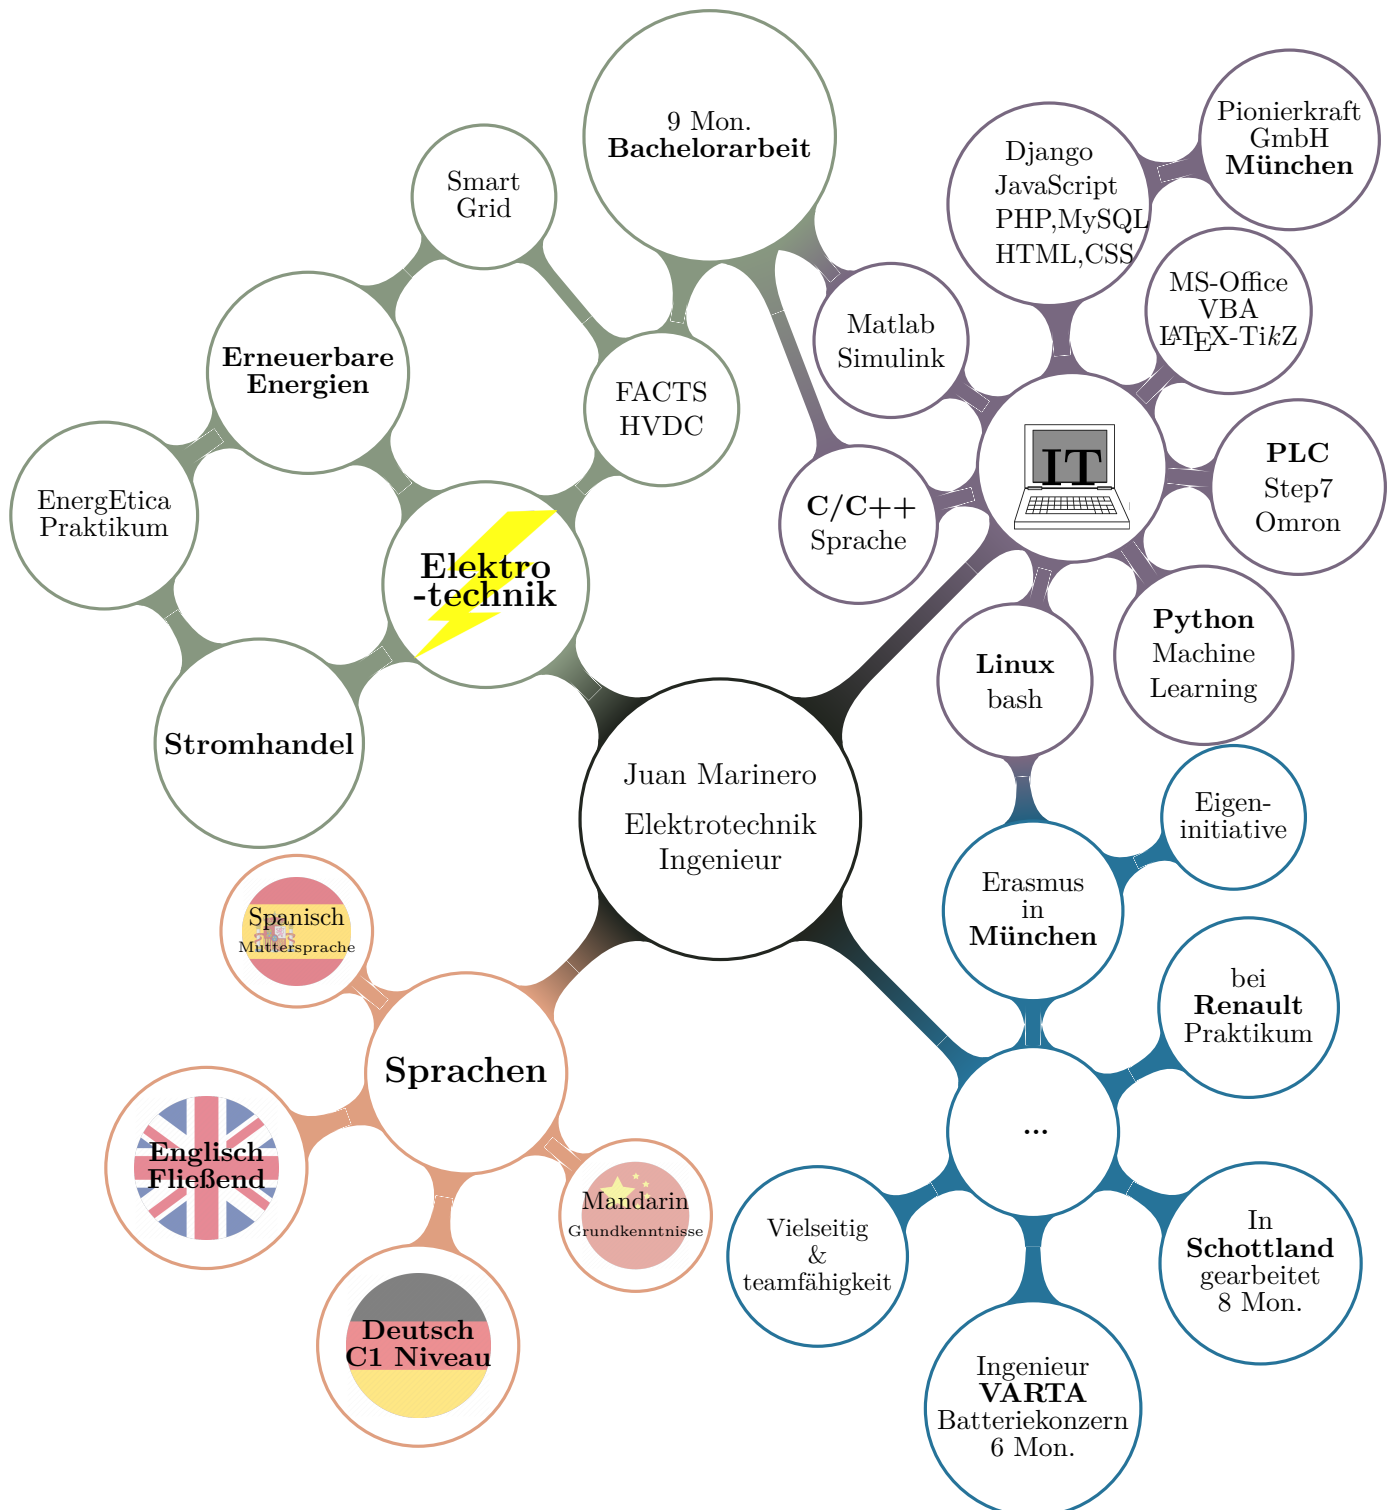 9 Mon.
Bachelorarbeit
Smart
Grid
Erneuerbare
Energien
EnergEtica
Praktikum
FACTS
HVDC
Elektro
-technik
Stromhandel
Matlab
Simulink
C/C++
Sprache
Django
JavaScript
PHP,MySQL
HTML,CSS
Pionierkraft
GmbH
München
MS-Office
VBA
LATEX-TikZ
IT
PLC
Step7
Omron
Python
Machine
Learning
Linux
bash
Juan Marinero
Elektrotechnik
Ingenieur
Spanisch
Muttersprache
Sprachen
Englisch
Fließend
Deutsch
C1 Niveau
Mandarin
Grundkenntnisse
Erasmus
in
München
Eigen-
initiative
bei
Renault
Praktikum
...
Vielseitig
&
teamfähigkeit
In
Schottland
gearbeitet
8 Mon.
Ingenieur
VARTA
Batteriekonzern
6 Mon.